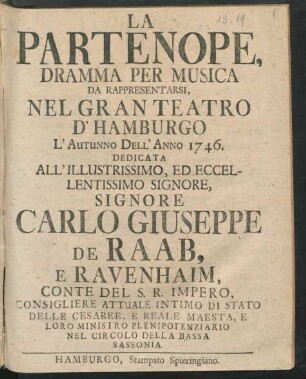 18.19
LA
PARTENOPE,
DRAMMA PER MUSICA
DA RAPPRESENTARSI,
NEL GRAN TEATRO
D'HAMBURGO
L'AUTUNNO DELL'ANNO 1746.
DEDICATA
ALL'ILLUSTRISSIMO, ED ECCEL-
LENTISSIMO SIGNORE,
SIGNORE
CARLO GIUSEPPE
DE RAAB,
E RAVENHAIM,
CONTE DEL S. R. IMPERO,
CONSIGLIERE ATTUALE INTIMO DI STATO
DELLE CESAREE, E REALE MAESTA, E
LORO MINISTRO PLENIPOTENZIARIO
NEL CIRCOLO DELLA BASSA
SASSONIA.
HAMBURGO, Stampato Spieringiano.